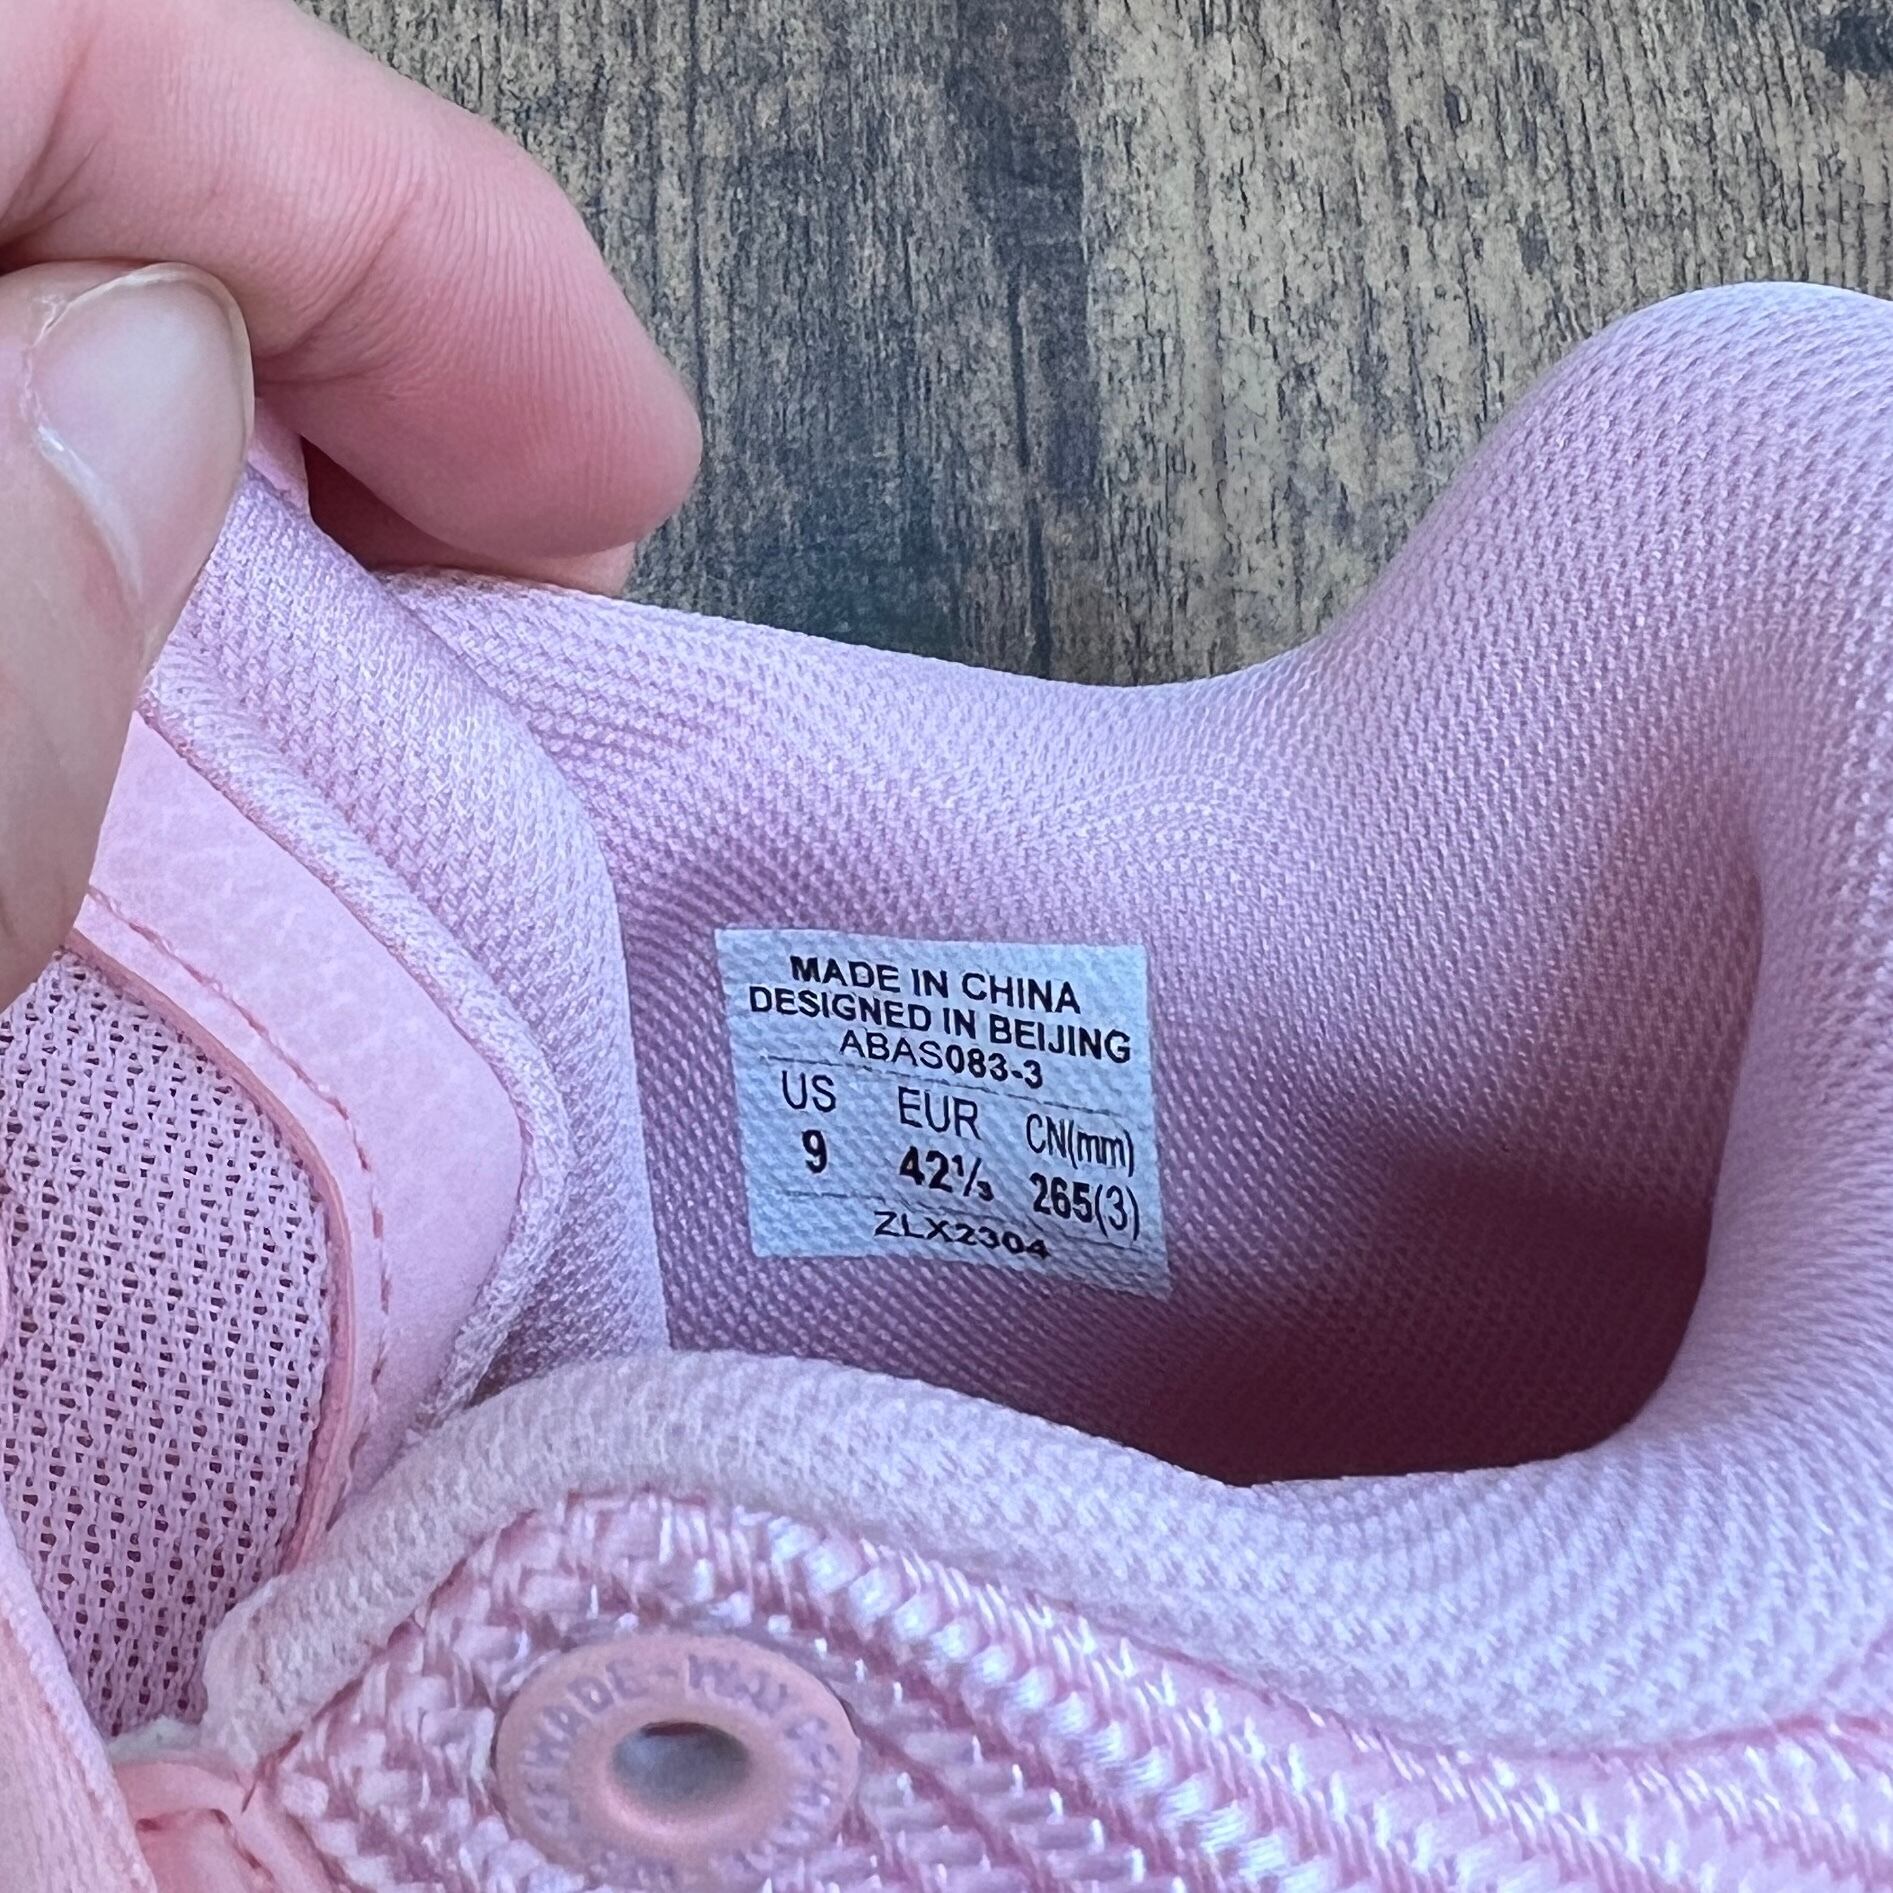 MADE IN CHINA
DESIGNED IN BEIJING
ABAS083-3
US EUR CN(mm)
9 42⅓ 265(3)
ZLX2304